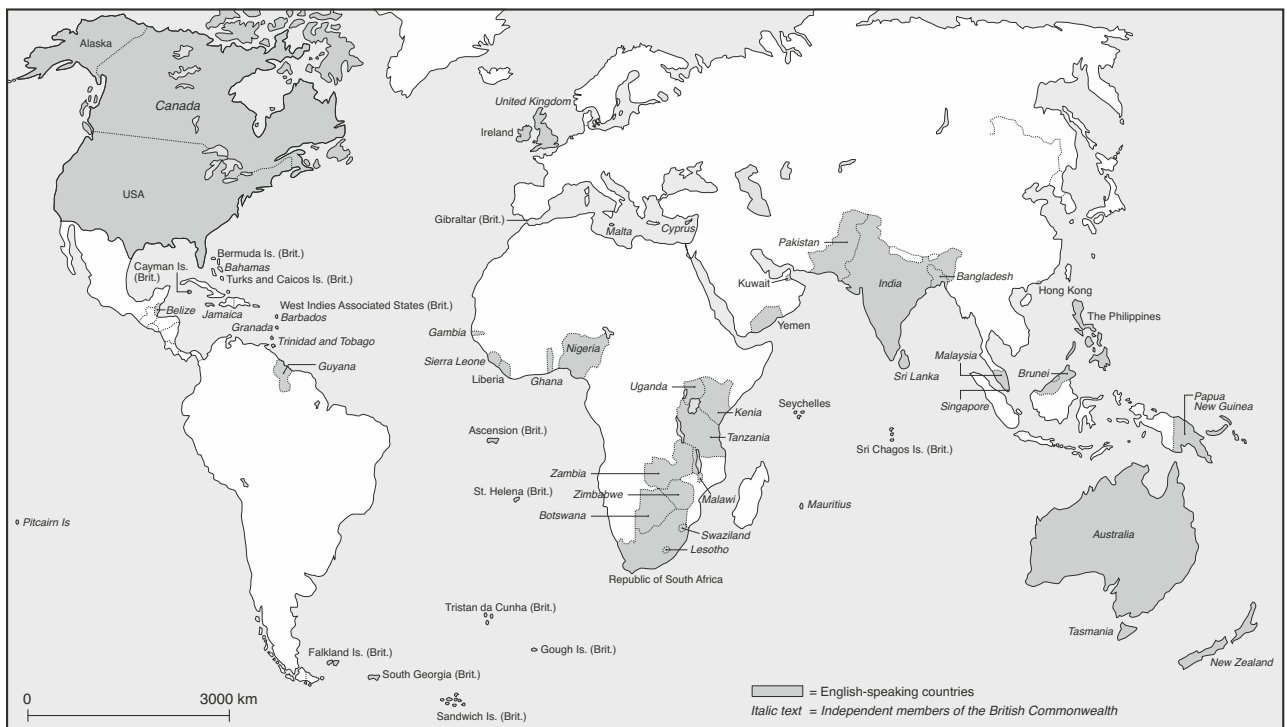 Alaska
Canada
USA
United Kingdom
Ireland
Gibraltar (Brit.)
Malta
Cyprus
Bermuda Is. (Brit.)
Bahamas
Turks and Caicos Is. (Brit.)
Cayman Is.
(Brit.)
Belize
Jamaica
West Indies Associated States (Brit.)
Barbados
Granada
Trinidad and Tobago
Guyana
Pakistan
Kuwait
India
Bangladesh
Yemen
Hong Kong
The Philippines
Malaysia
Brunei
Sri Lanka
Singapore
Papua
New Guinea
Gambia
Sierra Leone
Liberia
Ghana
Nigeria
Uganda
Kenia
Tanzania
Seychelles
Sri Chagos Is. (Brit.)
Ascension (Brit.)
Zambia
St. Helena (Brit.)
Zimbabwe
Malawi
Botswana
Mauritius
Swaziland
Lesotho
Republic of South Africa
Pitcairn Is
Australia
Tasmania
New Zealand
Tristan da Cunha (Brit.)
Gough Is. (Brit.)
Falkland Is. (Brit.)
South Georgia (Brit.)
Sandwich Is. (Brit.)
0 3000 km
= English-speaking countries
Italic text = Independent members of the British Commonwealth